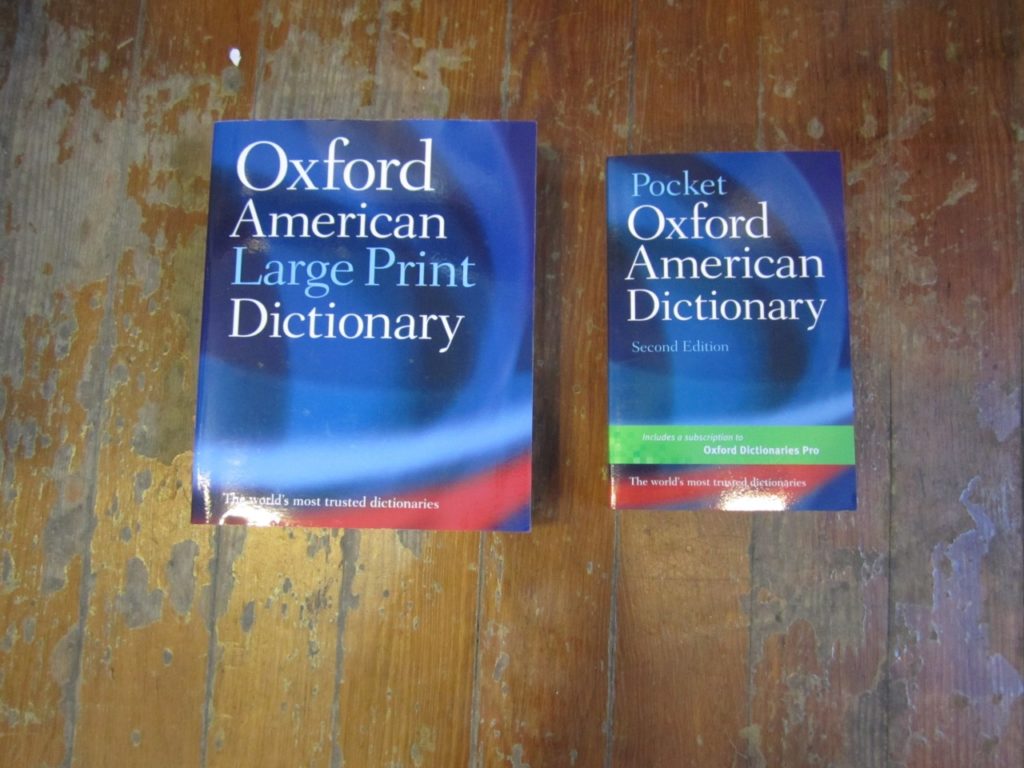 Oxford
American
Large Print
Dictionary
The world's most trusted dictionaries
Pocket
Oxford
American
Dictionary
Second Edition
Includes a subscription to
Oxford Dictionaries Pro
The world's most trusted dictionaries